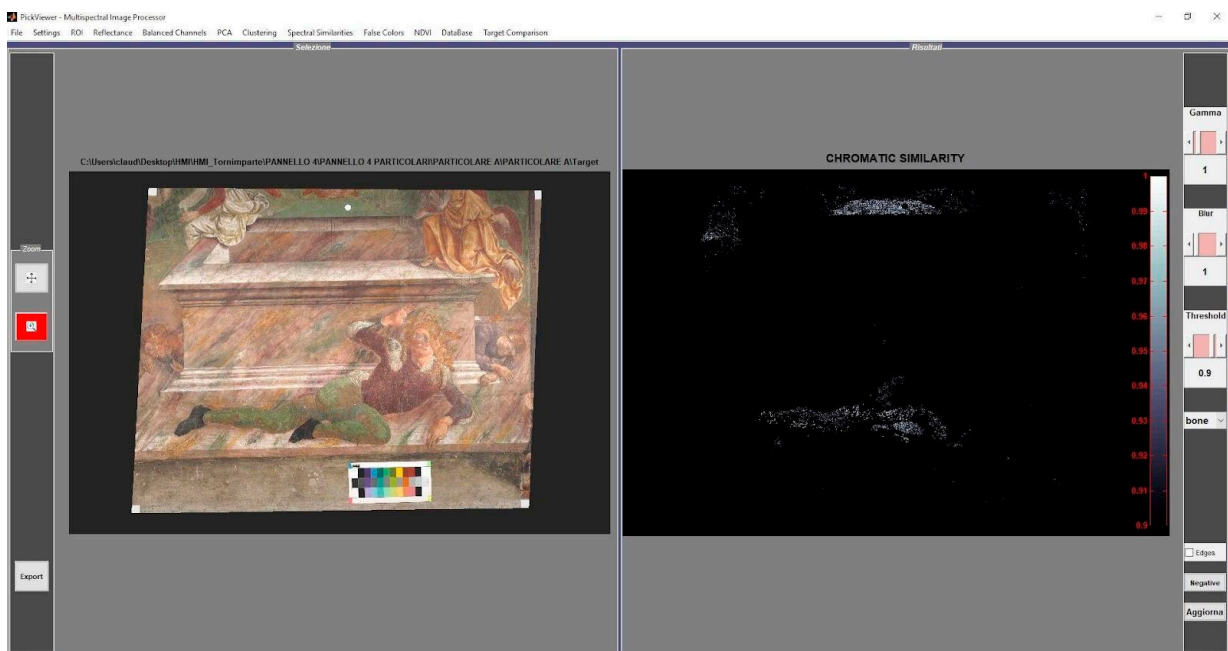 PickViewer - Multispectral Image Processor
File Settings ROI Reflectance Balanced Channels PCA Clustering Spectral Similarities False Colors NDVI DataBase Target Comparison
Selezione
Risultati
C:\Users\claud\Desktop\HMI\HMI_Tornimparte\PANNELLO 4\PANNELLO 4 PARTICOLARI\PARTICOLARE A\PARTICOLARE A\Target
CHROMATIC SIMILARITY
1
0.99
0.98
0.97
0.96
0.95
0.94
0.93
0.92
0.91
0.9
Zoom
Export
Gamma
1
Blur
1
Threshold
0.9
bone
Edges
Negative
Aggiorna